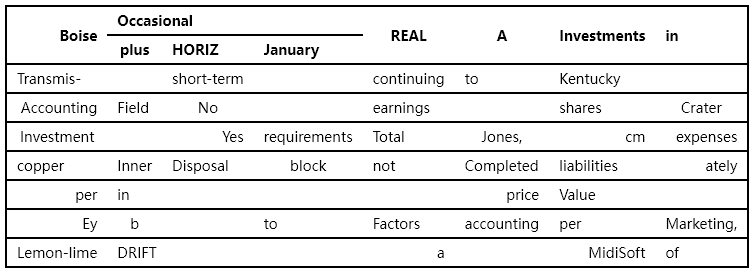 Boise Occasional REAL A Investments in
plus HORIZ January
Transmis- short-term continuing to Kentucky
Accounting Field No earnings shares Crater
Investment Yes requirements Total Jones, cm expenses
copper Inner Disposal block not Completed liabilities ately
per in price Value
Ey b to Factors accounting per Marketing,
Lemon-lime DRIFT a MidiSoft of